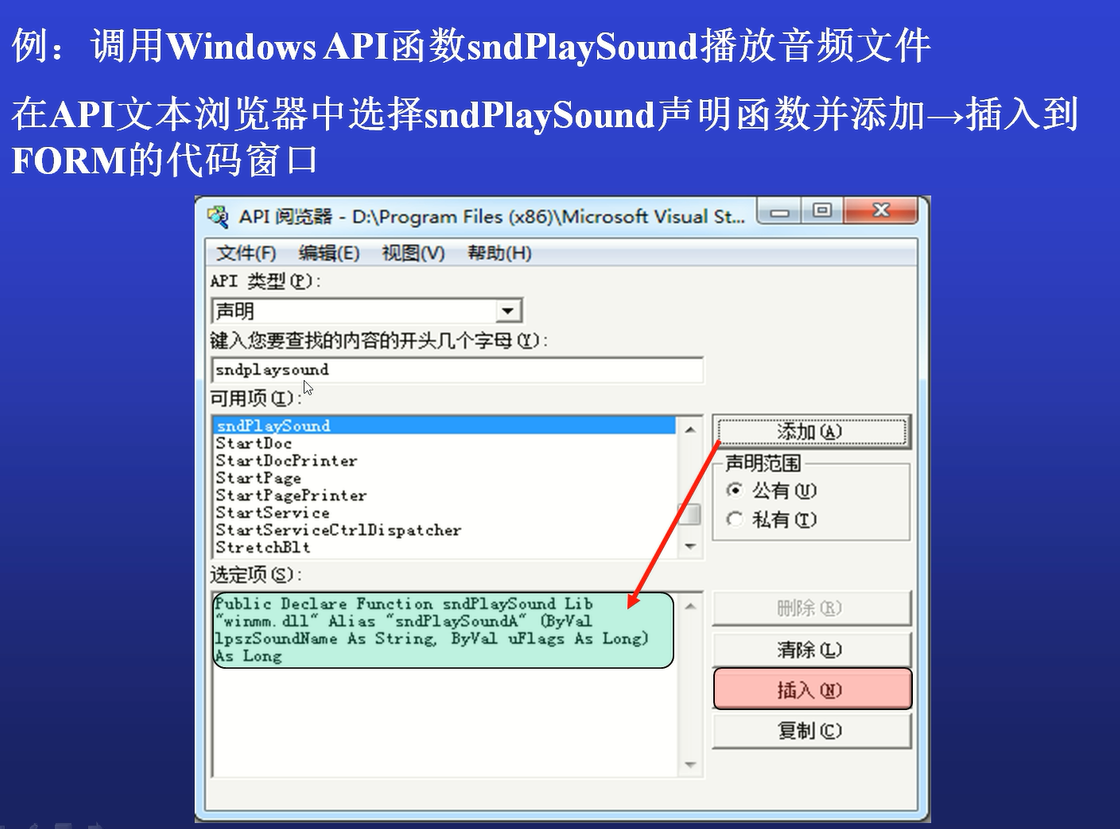 例：调用Windows API函数sndPlaySound播放音频文件
在API文本浏览器中选择sndPlaySound声明函数并添加→插入到
FORM的代码窗口
API 阅览器 - D:\Program Files (x86)\Microsoft Visual St...
文件(F) 编辑(E) 视图(V) 帮助(H)
API 类型(P):
声明
键入您要查找的内容的开头几个字母(Y):
sndplaysound
可用项(I):
sndPlaySound
StartDoc
StartDocPrinter
StartPage
StartPagePrinter
StartService
StartServiceCtrlDispatcher
StretchBlt
添加(A)
声明范围
公有(U)
私有(T)
选定项(S):
Public Declare Function sndPlaySound Lib
"winmm.dll" Alias "sndPlaySoundA" (ByVal
lpszSoundName As String, ByVal uFlags As Long)
As Long
删除(R)
清除(L)
插入(N)
复制(C)